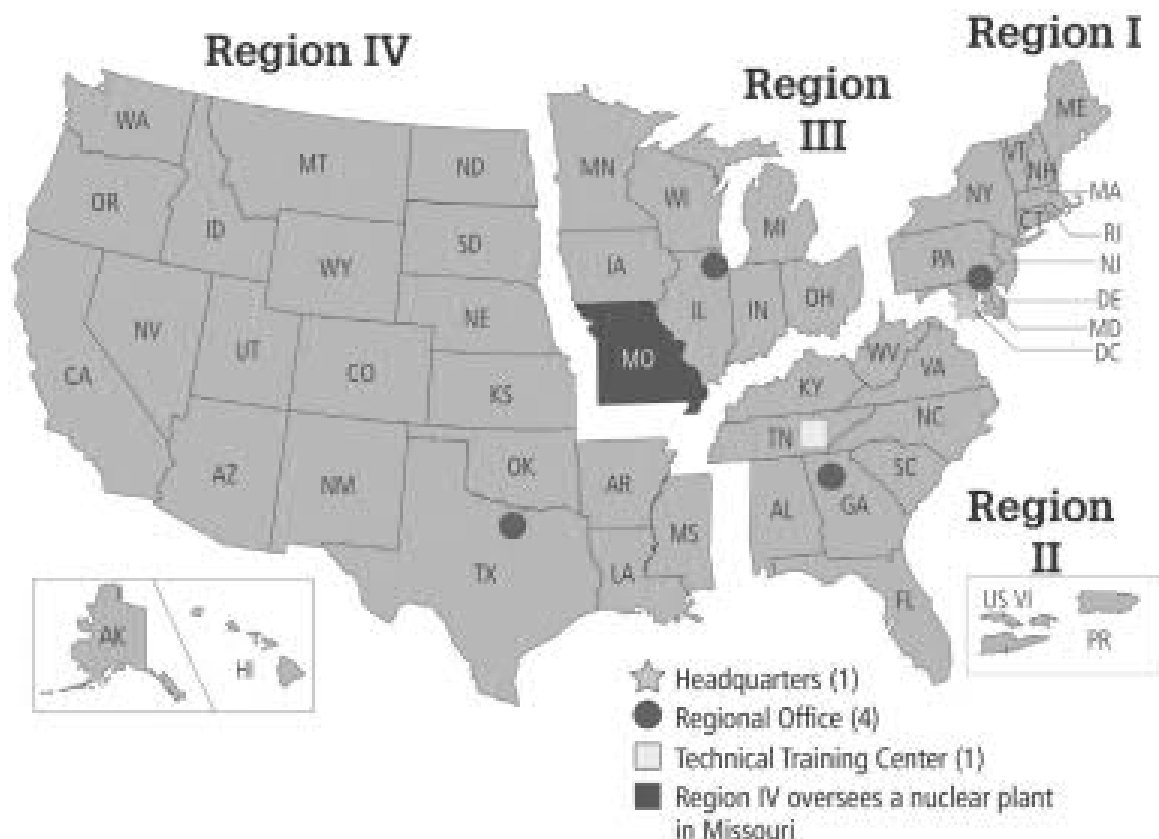 Region IV
Region I
Region
III
WA
MT
ND
MN
ME
VT
NH
NY
MA
OR
ID
SD
WI
MI
CT
RI
WY
IA
PA
NJ
NV
NE
IL
IN
OH
DE
MD
DC
UT
CO
MO
WV
VA
CA
KS
KY
NC
TN
AZ
NM
OK
AR
SC
AL
GA
MS
Region
II
TX
LA
FL
US VI
PR
AK
HI
Headquarters (1)
Regional Office (4)
Technical Training Center (1)
Region IV oversees a nuclear plant
in Missouri